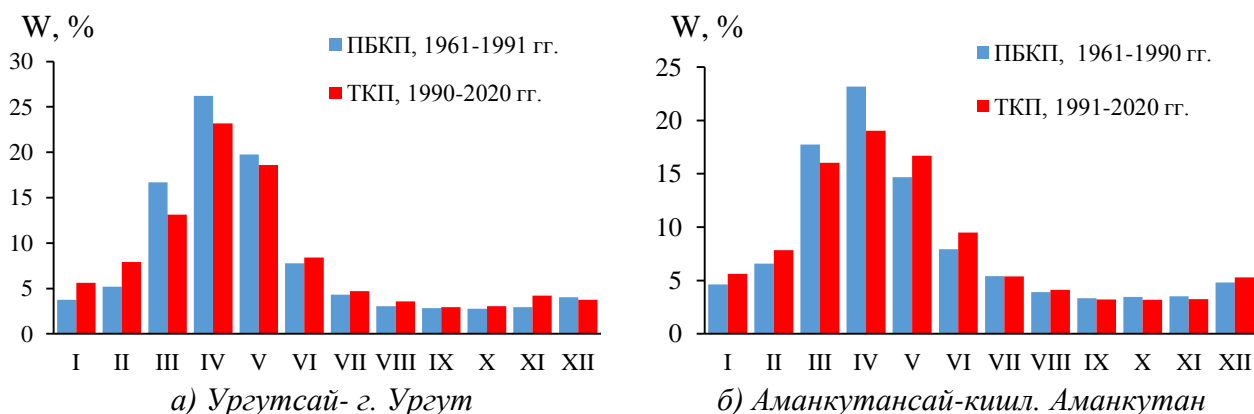 W, %
ПБКП, 1961-1991 гг.
ТКП, 1990-2020 гг.
30
25
20
15
10
5
0
I II III IV V VI VII VIII IX X XI XII
а) Ургутсай- г. Ургут
W, %
ПБКП, 1961-1990 гг.
ТКП, 1991-2020 гг.
25
20
15
10
5
0
I II III IV V VI VII VIII IX X XI XII
б) Аманкутансай-кишл. Аманкутан